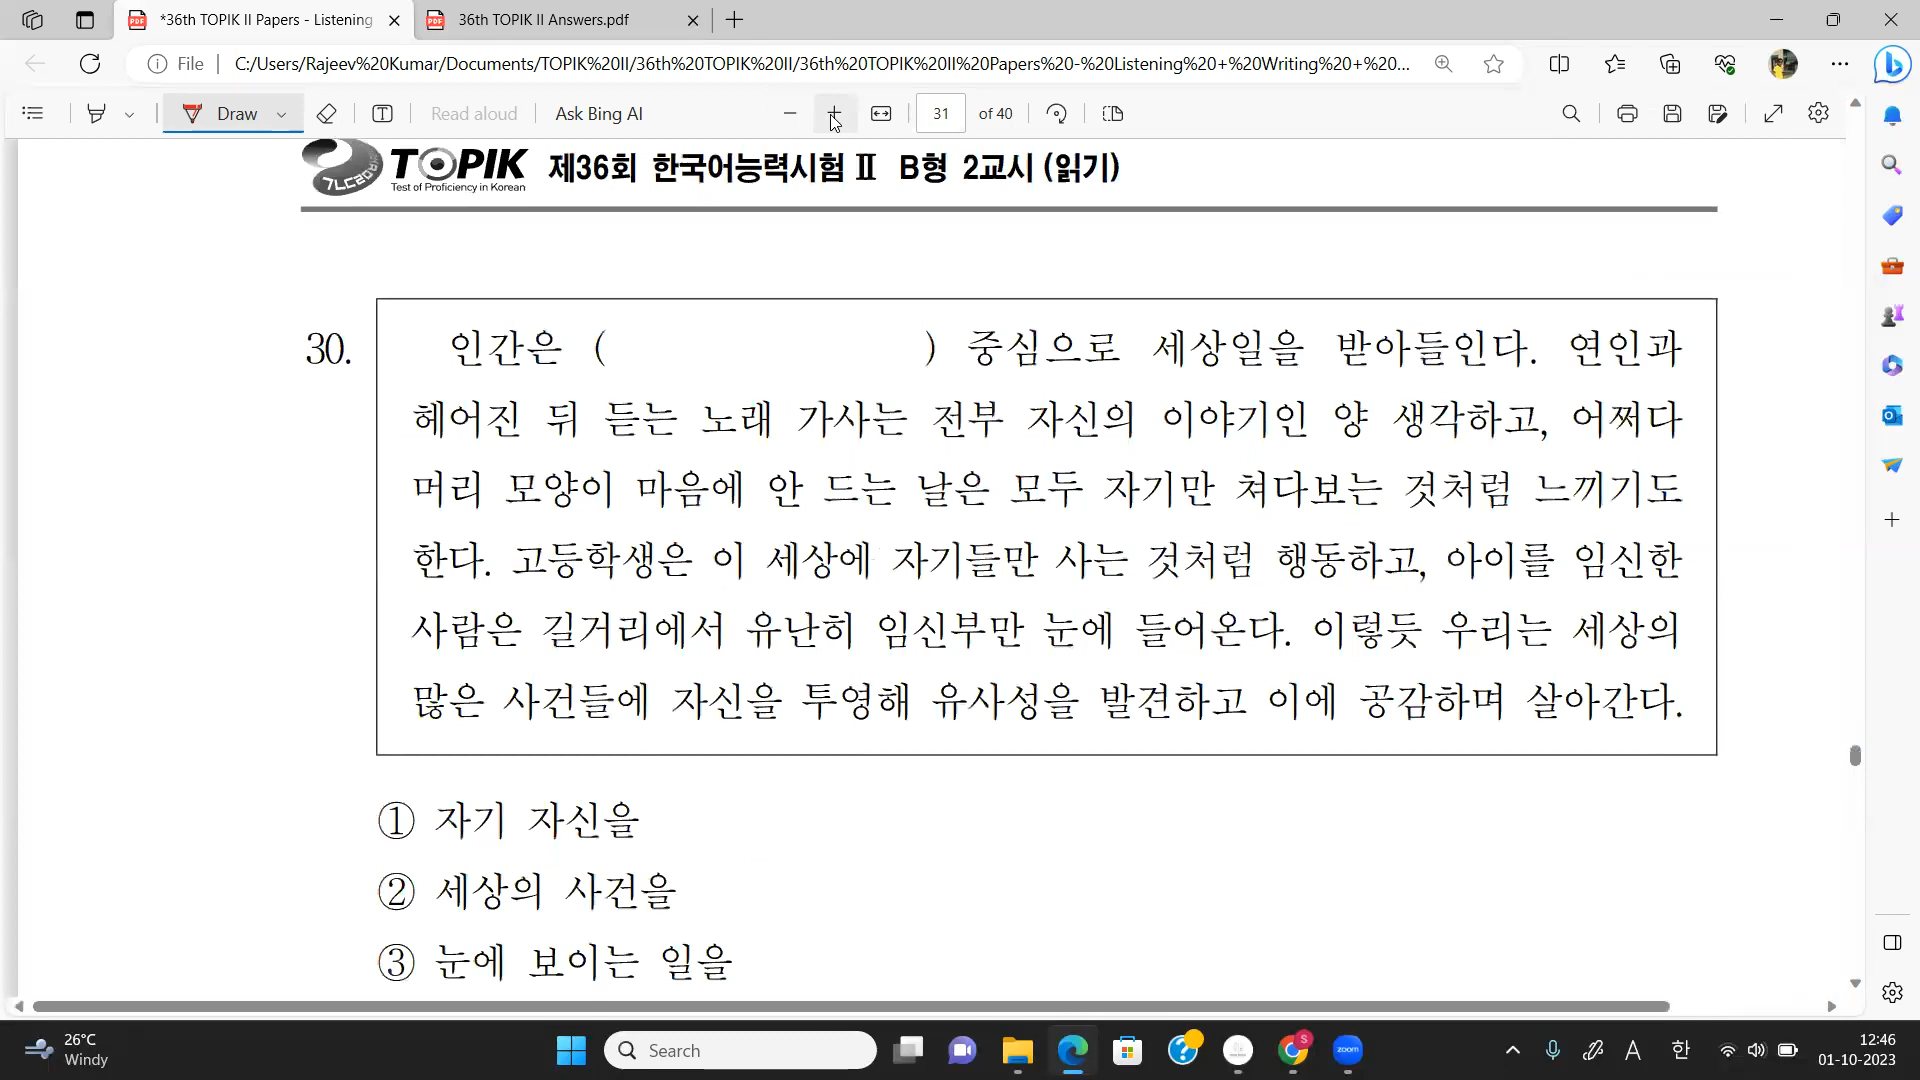 *36th TOPIK II Papers - Listening
36th TOPIK II Answers.pdf
File
C:/Users/Rajeev%20Kumar/Documents/TOPIK%20II/36th%20TOPIK%20II/36th%20TOPIK%20II%20Papers%20-%20Listening%20+%20Writing%20+%20...
Draw
Read aloud
Ask Bing AI
31
of 40
TOPIK
Test of Proficiency in Korean
제36회 한국어능력시험 Ⅱ B형 2교시 (읽기)
30.
인간은 ( ) 중심으로 세상일을 받아들인다. 연인과
헤어진 뒤 듣는 노래 가사는 전부 자신의 이야기인 양 생각하고, 어쩌다
머리 모양이 마음에 안 드는 날은 모두 자기만 쳐다보는 것처럼 느끼기도
한다. 고등학생은 이 세상에 자기들만 사는 것처럼 행동하고, 아이를 임신한
사람은 길거리에서 유난히 임신부만 눈에 들어온다. 이렇듯 우리는 세상의
많은 사건들에 자신을 투영해 유사성을 발견하고 이에 공감하며 살아간다.
① 자기 자신을
② 세상의 사건을
③ 눈에 보이는 일을
26°C
Windy
Search
zoom
A
한
12:46
01-10-2023